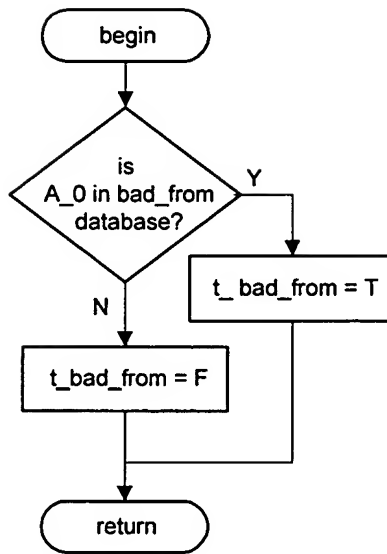 begin
is
A_0 in bad_from
database?
Y
N
t_ bad_from = T
t_bad_from = F
return